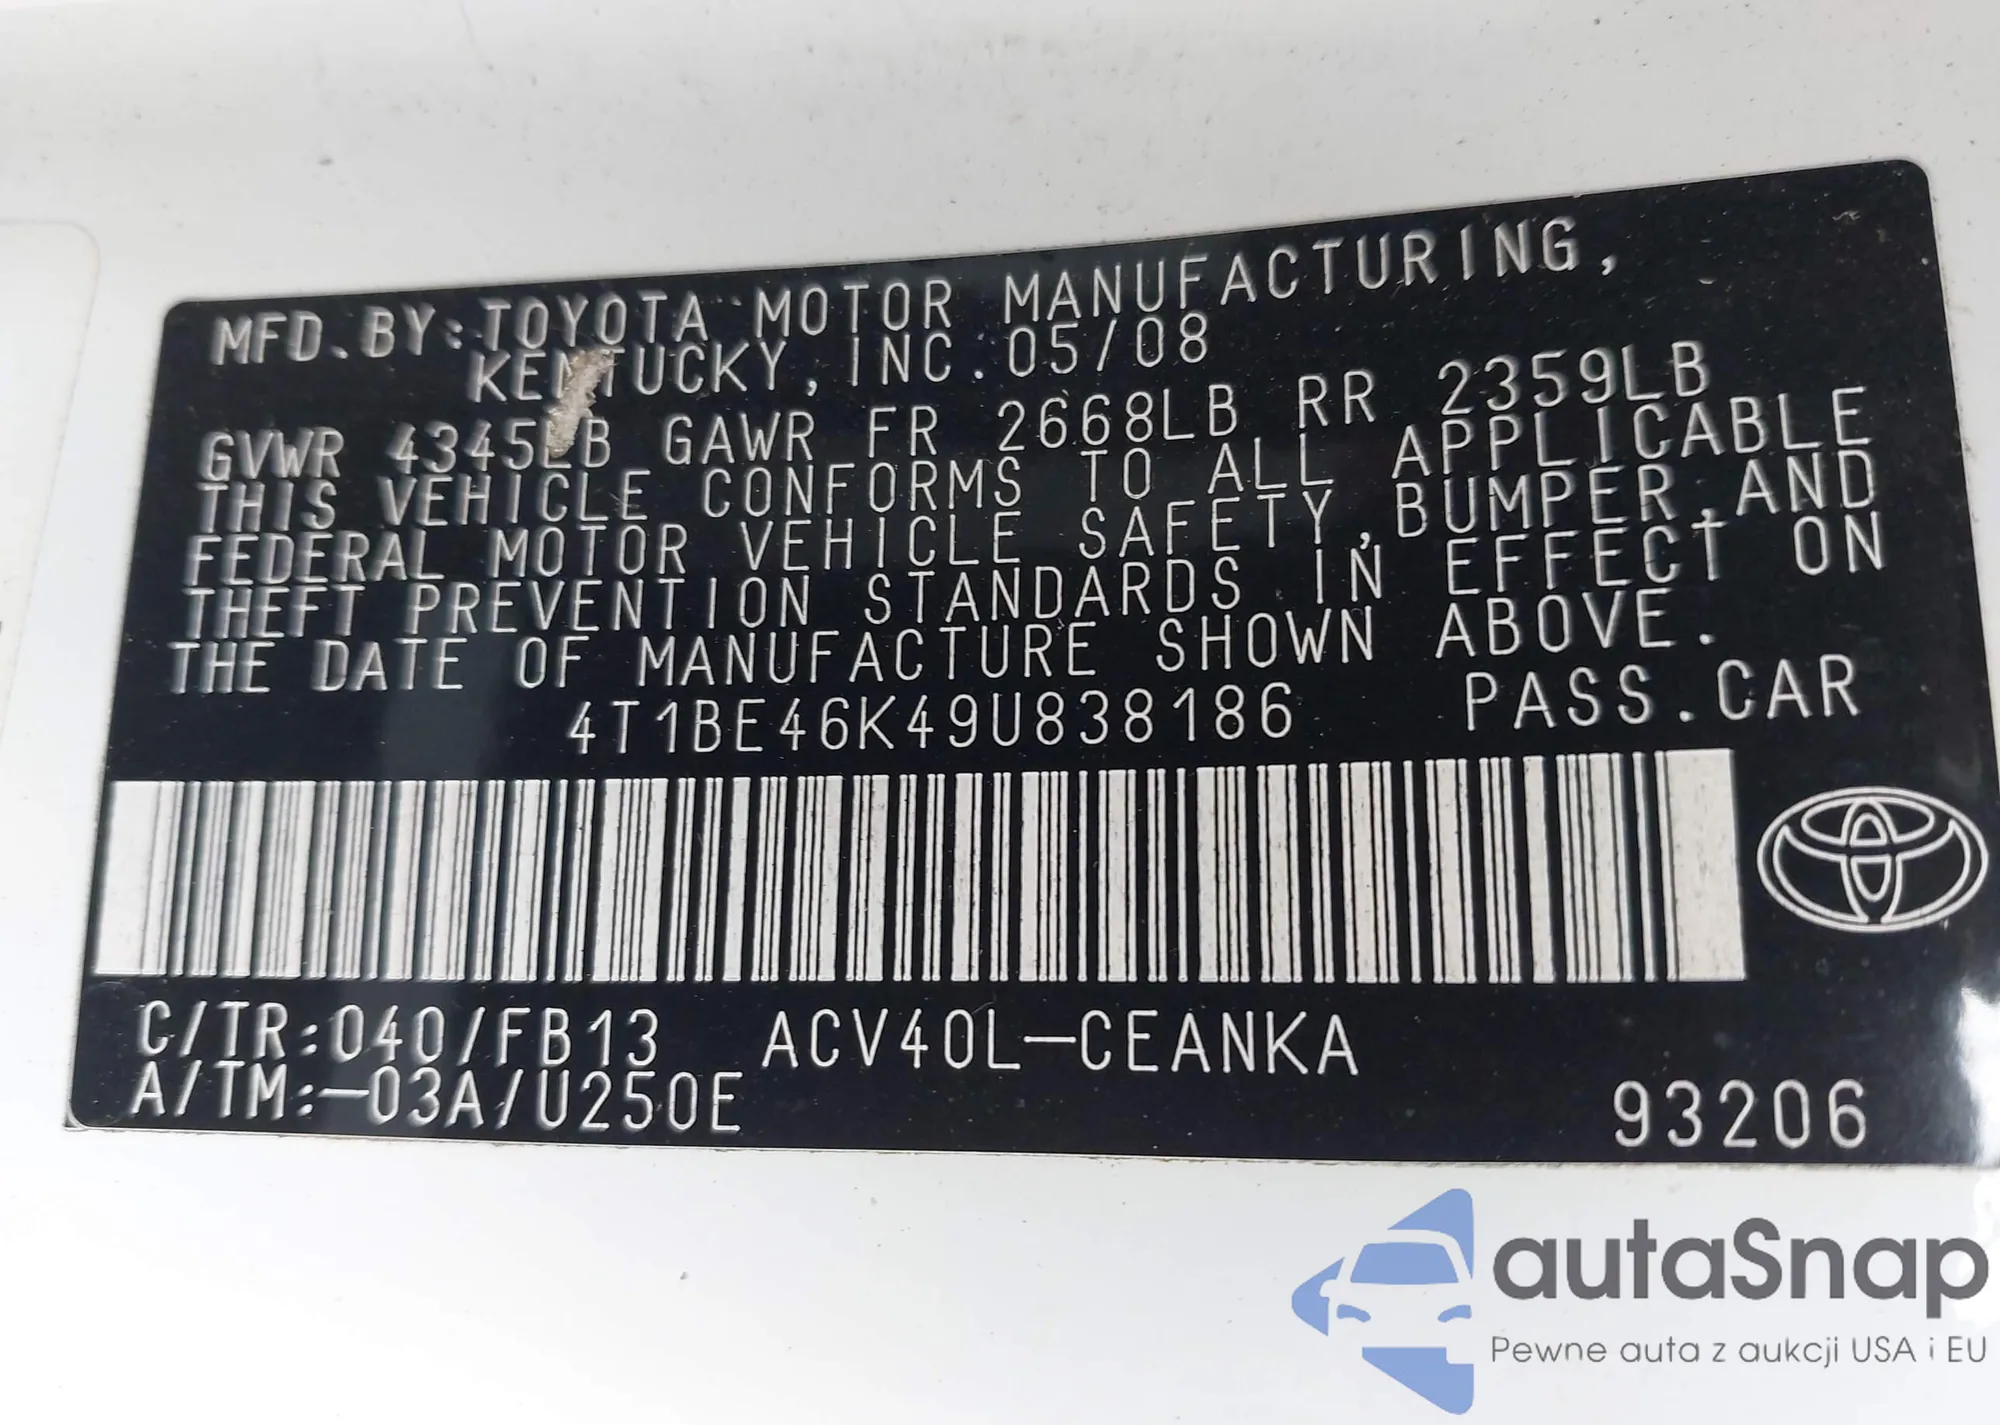 MFD.BY:TOYOTA MOTOR MANUFACTURING,
KENTUCKY, INC. 05/08
GVWR 4345LB GAWR FR 2668LB RR 2359LB
THIS VEHICLE CONFORMS TO ALL APPLICABLE
FEDERAL MOTOR VEHICLE SAFETY, BUMPER, AND
THEFT PREVENTION STANDARDS IN EFFECT ON
THE DATE OF MANUFACTURE SHOWN ABOVE.
4T1BE46K49U838186 PASS.CAR
C/TR:040/FB13 ACV40L-CEANKA
A/TM:-03A/U250E
93206
autaSnap
Pewne auta z aukcji USA i EU